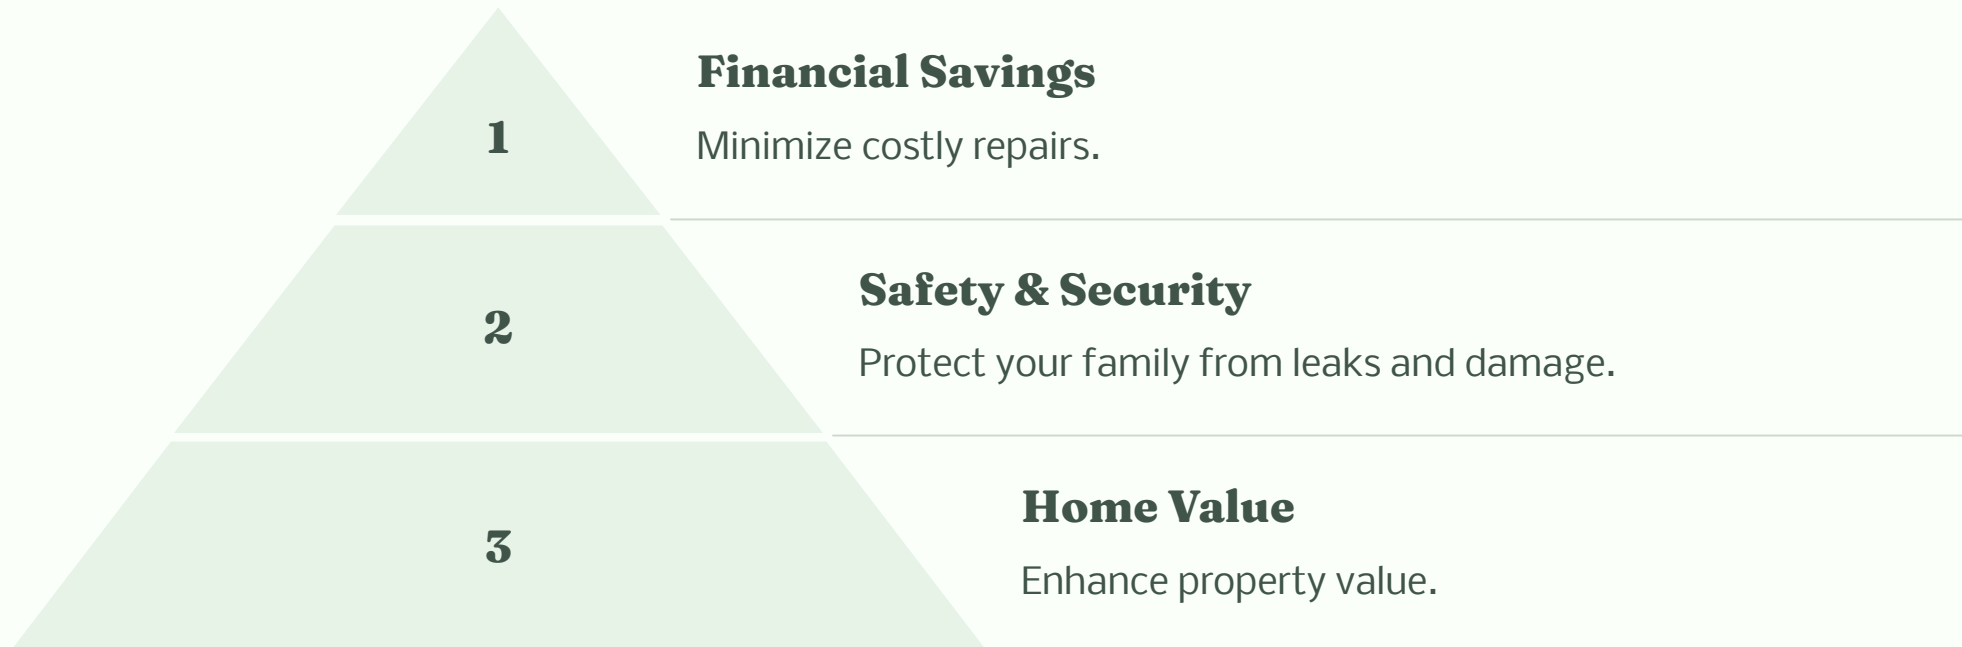 Financial Savings
1
Minimize costly repairs.
Safety & Security
2
Protect your family from leaks and damage.
Home Value
3
Enhance property value.